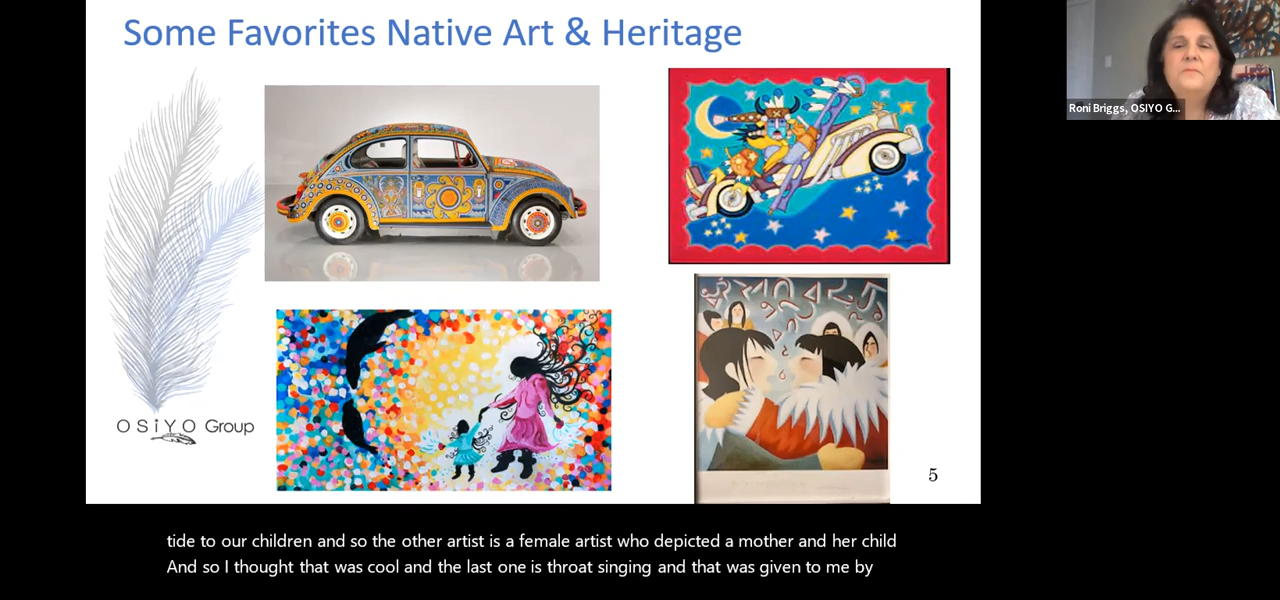 Some Favorites Native Art & Heritage
Roni Briggs, OSIYO G...
OSiYO Group
5
tide to our children and so the other artist is a female artist who depicted a mother and her child
And so I thought that was cool and the last one is throat singing and that was given to me by